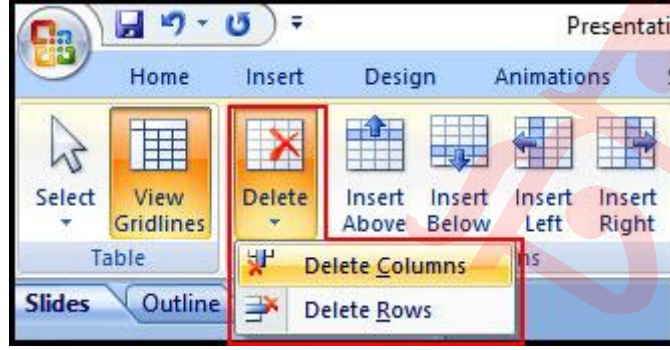 Presentati
Home Insert Design Animations
Select View Gridlines Delete Insert Above Insert Below Insert Left Insert Right
Table ns
Delete Columns
Delete Rows
Slides Outline